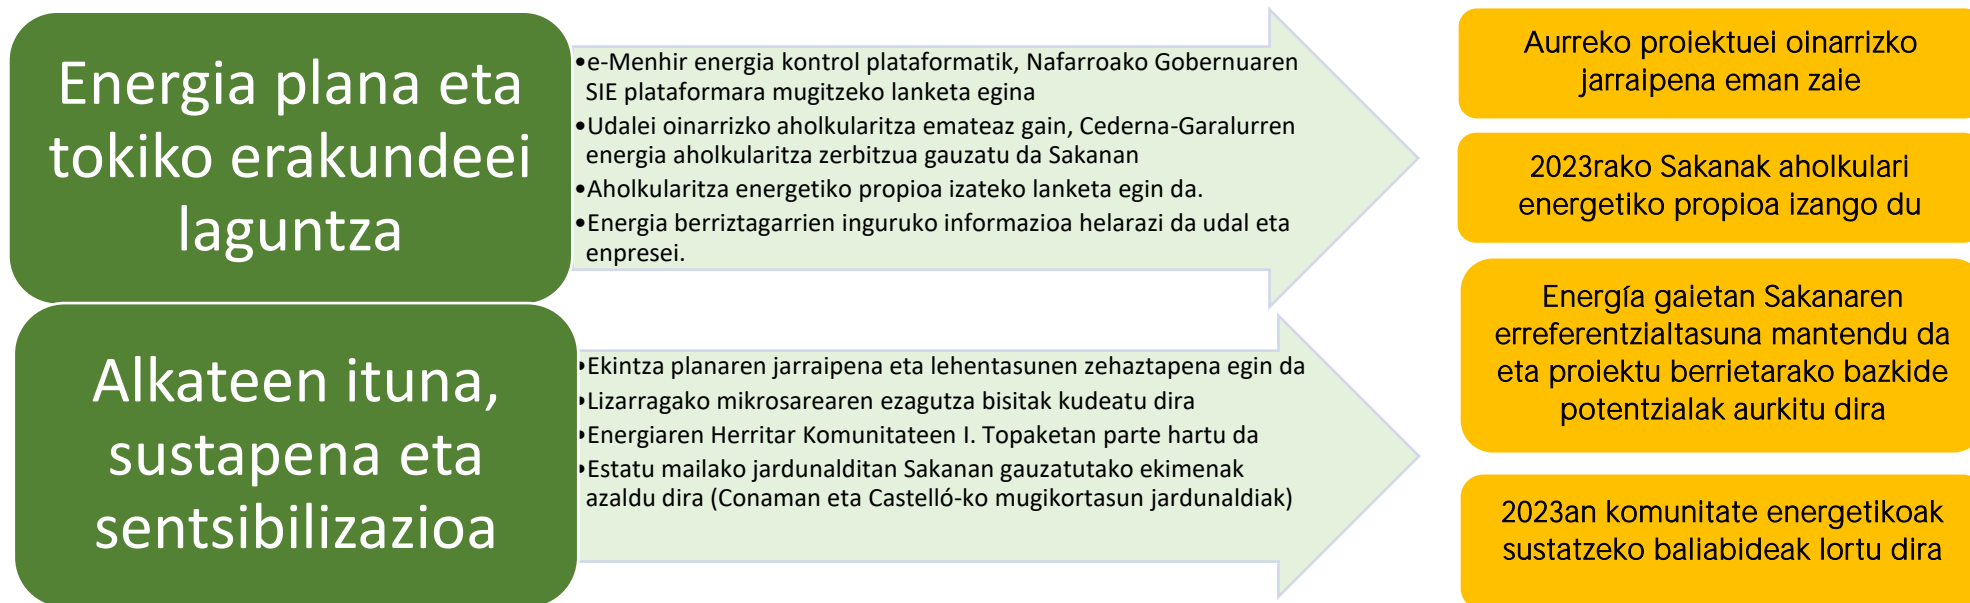 Energia plana eta
tokiko erakundeei
laguntza
•e-Menhir energia kontrol plataformatik, Nafarroako Gobernuaren
SIE plataformara mugitzeko lanketa egina
•Udalei oinarrizko aholkularitza emateaz gain, Cederna-Garalurren
energia aholkularitza zerbitzua gauzatu da Sakanan
•Aholkularitza energetiko propioa izateko lanketa egin da.
•Energia berriztagarrien inguruko informazioa helarazi da udal eta
enpresei.
Alkateen ituna,
sustapena eta
sentsibilizazioa
•Ekintza planaren jarraipena eta lehentasunen zehaztapena egin da
•Lizarragako mikrosarearen ezagutza bisitak kudeatu dira
•Energiaren Herritar Komunitateen I. Topaketan parte hartu da
•Estatu mailako jardunalditan Sakanan gauzatutako ekimenak
azaldu dira (Conaman eta Castelló-ko mugikortasun jardunaldiak)
Aurreko proiektuei oinarrizko
jarraipena eman zaie
2023rako Sakanak aholkulari
energetiko propioa izango du
Energía gaietan Sakanaren
erreferentzialtasuna mantendu da
eta proiektu berrietarako bazkide
potentzialak aurkitu dira
2023an komunitate energetikoak
sustatzeko baliabideak lortu dira